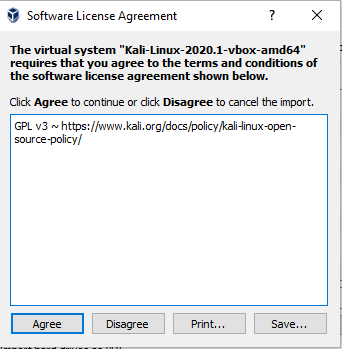 Software License Agreement
The virtual system "Kali-Linux-2020.1-vbox-amd64"
requires that you agree to the terms and conditions of
the software license agreement shown below.
Click Agree to continue or click Disagree to cancel the import.
GPL v3 ~ https://www.kali.org/docs/policy/kali-linux-open-
source-policy/
Agree
Disagree
Print...
Save...